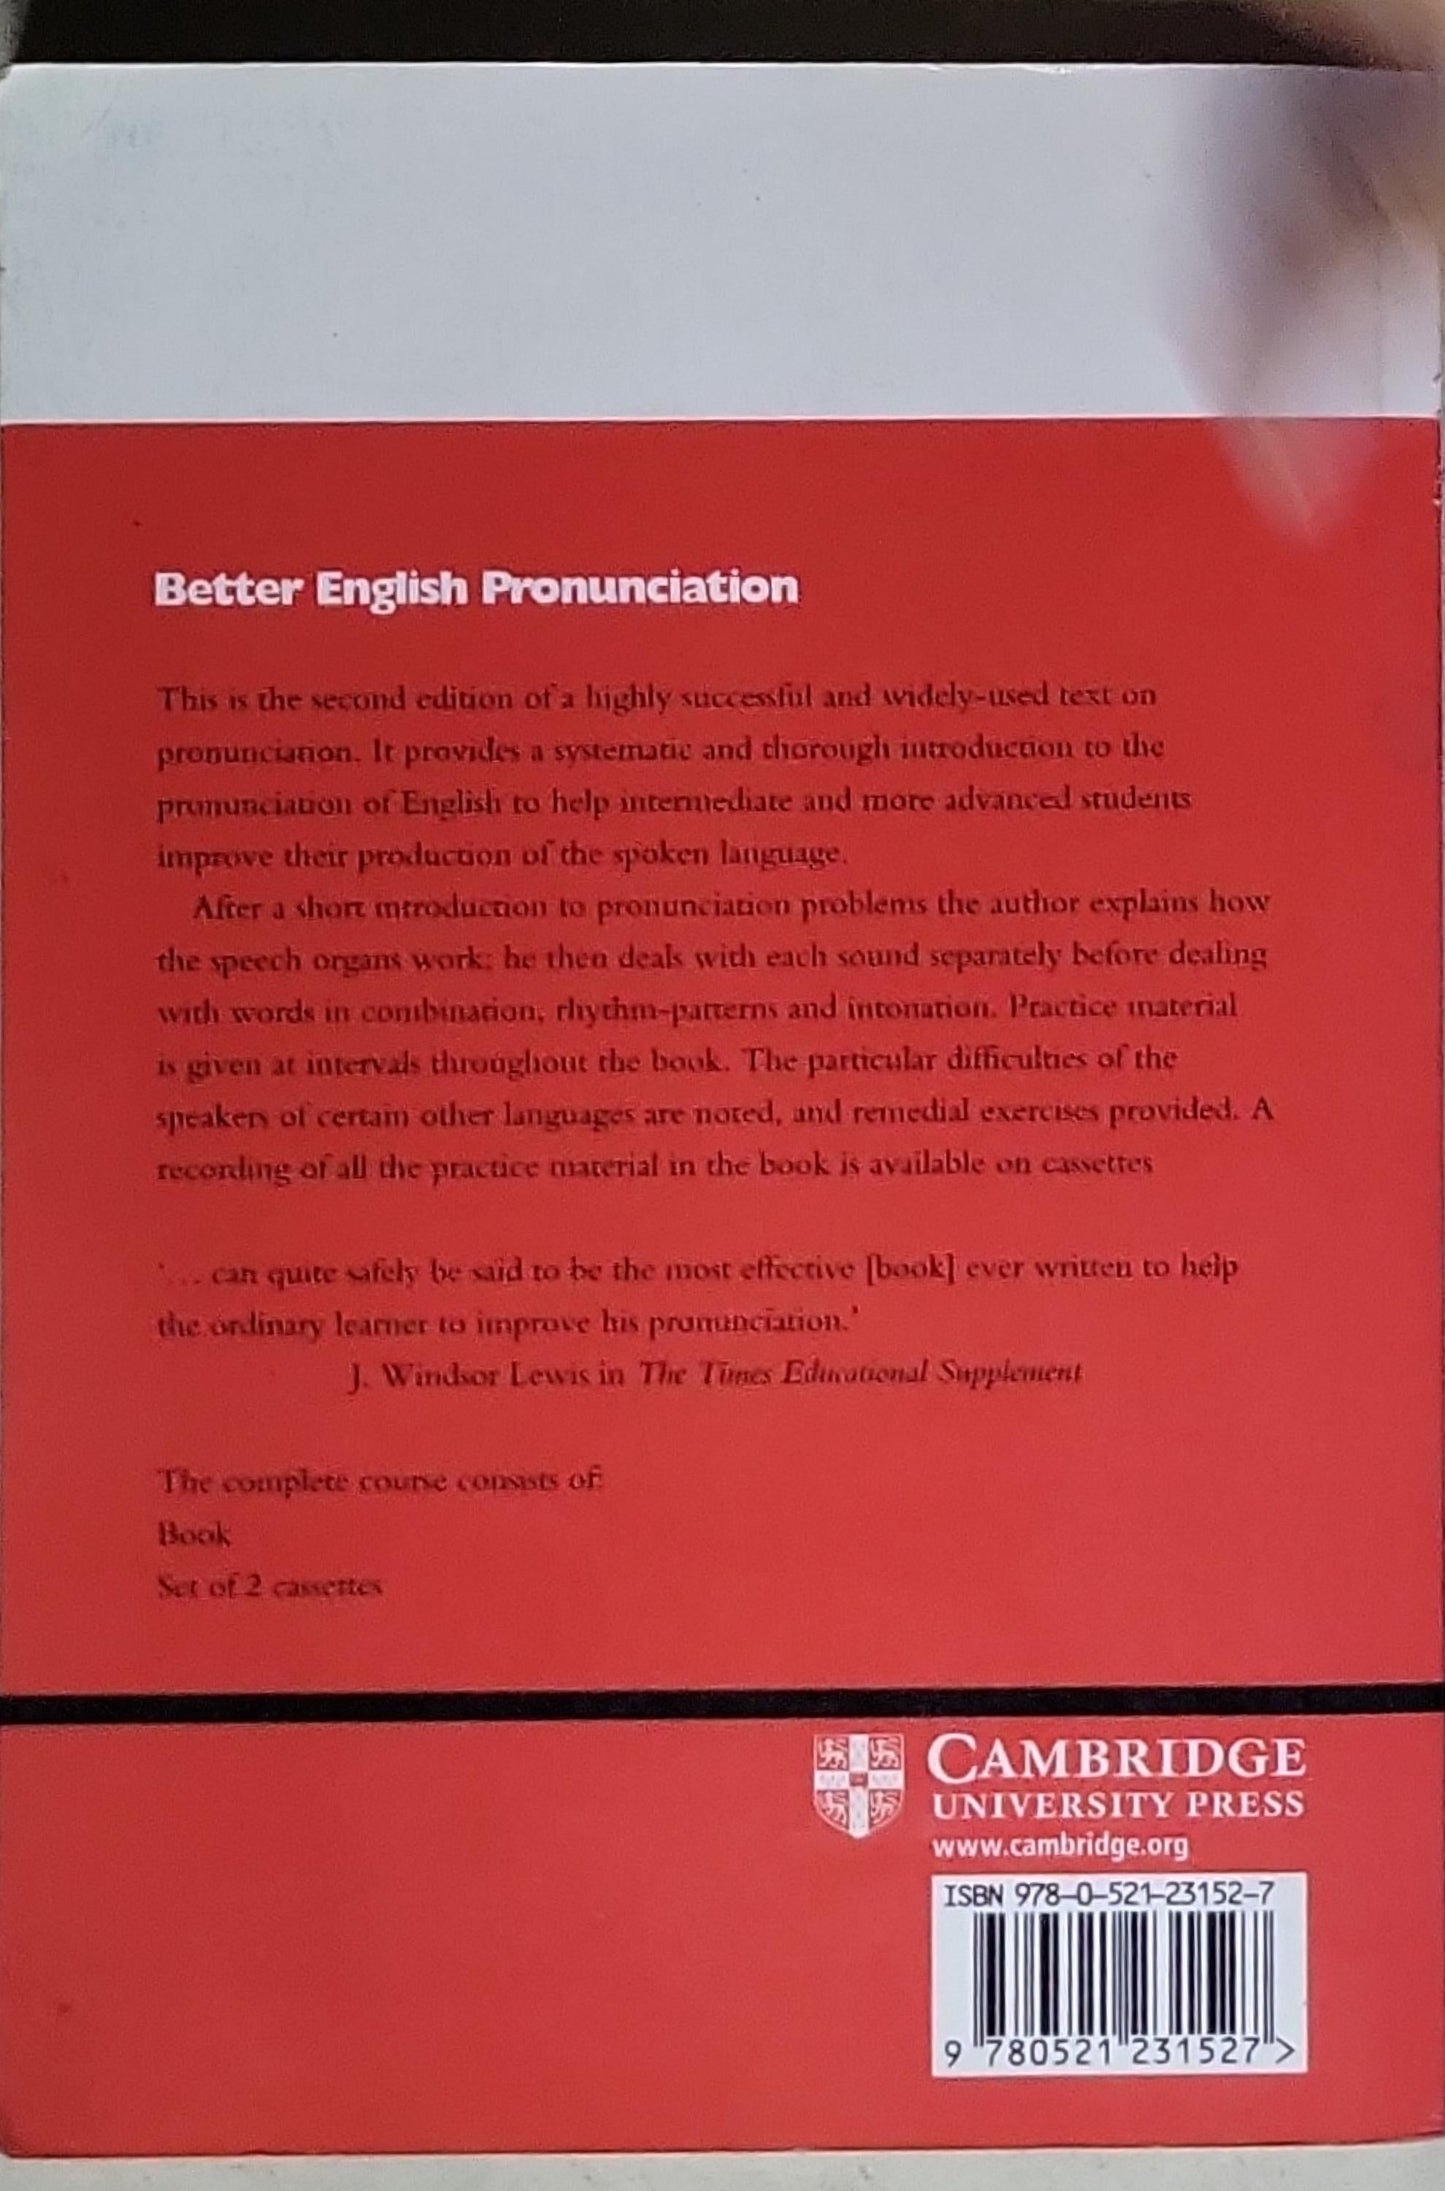 Better English Pronunciation
This is the second edition of a highly successful and widely-used text on
pronunciation. It provides a systematic and thorough introduction to the
pronunciation of English to help intermediate and more advanced students
improve their production of the spoken language.
After a short introduction to pronunciation problems the author explains how
the speech organs work; he then deals with each sound separately before dealing
with words in combination, rhythm-patterns and intonation. Practice material
is given at intervals throughout the book. The particular difficulties of the
speakers of certain other languages are noted, and remedial exercises provided. A
recording of all the practice material in the book is available on cassettes
'... can quite safely be said to be the most effective [book] ever written to help
the ordinary learner to improve his pronunciation.'
J. Windsor Lewis in The Times Educational Supplement
The complete course consists of:
Book
Set of 2 cassettes
CAMBRIDGE
UNIVERSITY PRESS
www.cambridge.org
ISBN 978-0-521-23152-7
9 780521 231527 >